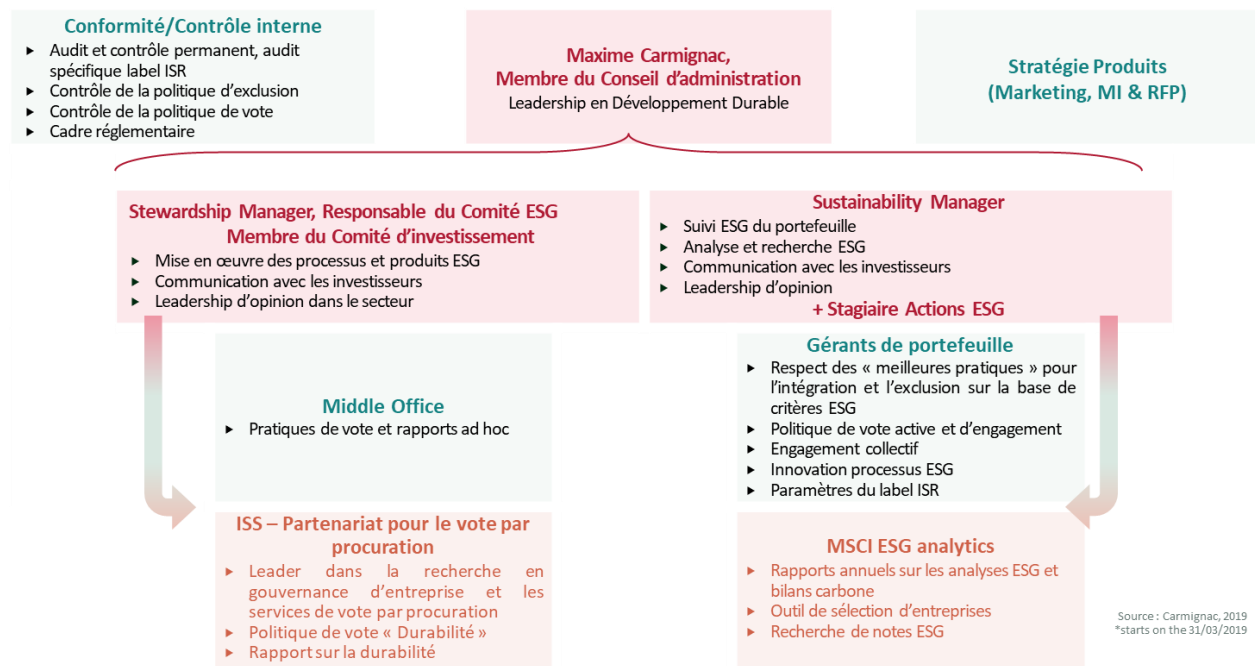 Conformité/Contrôle interne
▸ Audit et contrôle permanent, audit
spécifique label ISR
▸ Contrôle de la politique d’exclusion
▸ Contrôle de la politique de vote
▸ Cadre réglementaire
Maxime Carmignac,
Membre du Conseil d’administration
Leadership en Développement Durable
Stratégie Produits
(Marketing, MI & RFP)
Stewardship Manager, Responsable du Comité ESG
Membre du Comité d’investissement
▸ Mise en œuvre des processus et produits ESG
▸ Communication avec les investisseurs
▸ Leadership d’opinion dans le secteur
Sustainability Manager
▸ Suivi ESG du portefeuille
▸ Analyse et recherche ESG
▸ Communication avec les investisseurs
▸ Leadership d’opinion
+ Stagiaire Actions ESG
Middle Office
▸ Pratiques de vote et rapports ad hoc
Gérants de portefeuille
▸ Respect des « meilleures pratiques » pour
l’intégration et l’exclusion sur la base de
critères ESG
▸ Politique de vote active et d’engagement
▸ Engagement collectif
▸ Innovation processus ESG
▸ Paramètres du label ISR
ISS – Partenariat pour le vote par
procuration
▸ Leader dans la recherche en
gouvernance d’entreprise et les
services de vote par procuration
▸ Politique de vote « Durabilité »
▸ Rapport sur la durabilité
MSCI ESG analytics
▸ Rapports annuels sur les analyses ESG et
bilans carbone
▸ Outil de sélection d’entreprises
▸ Recherche de notes ESG
Source : Carmignac, 2019
*starts on the 31/03/2019